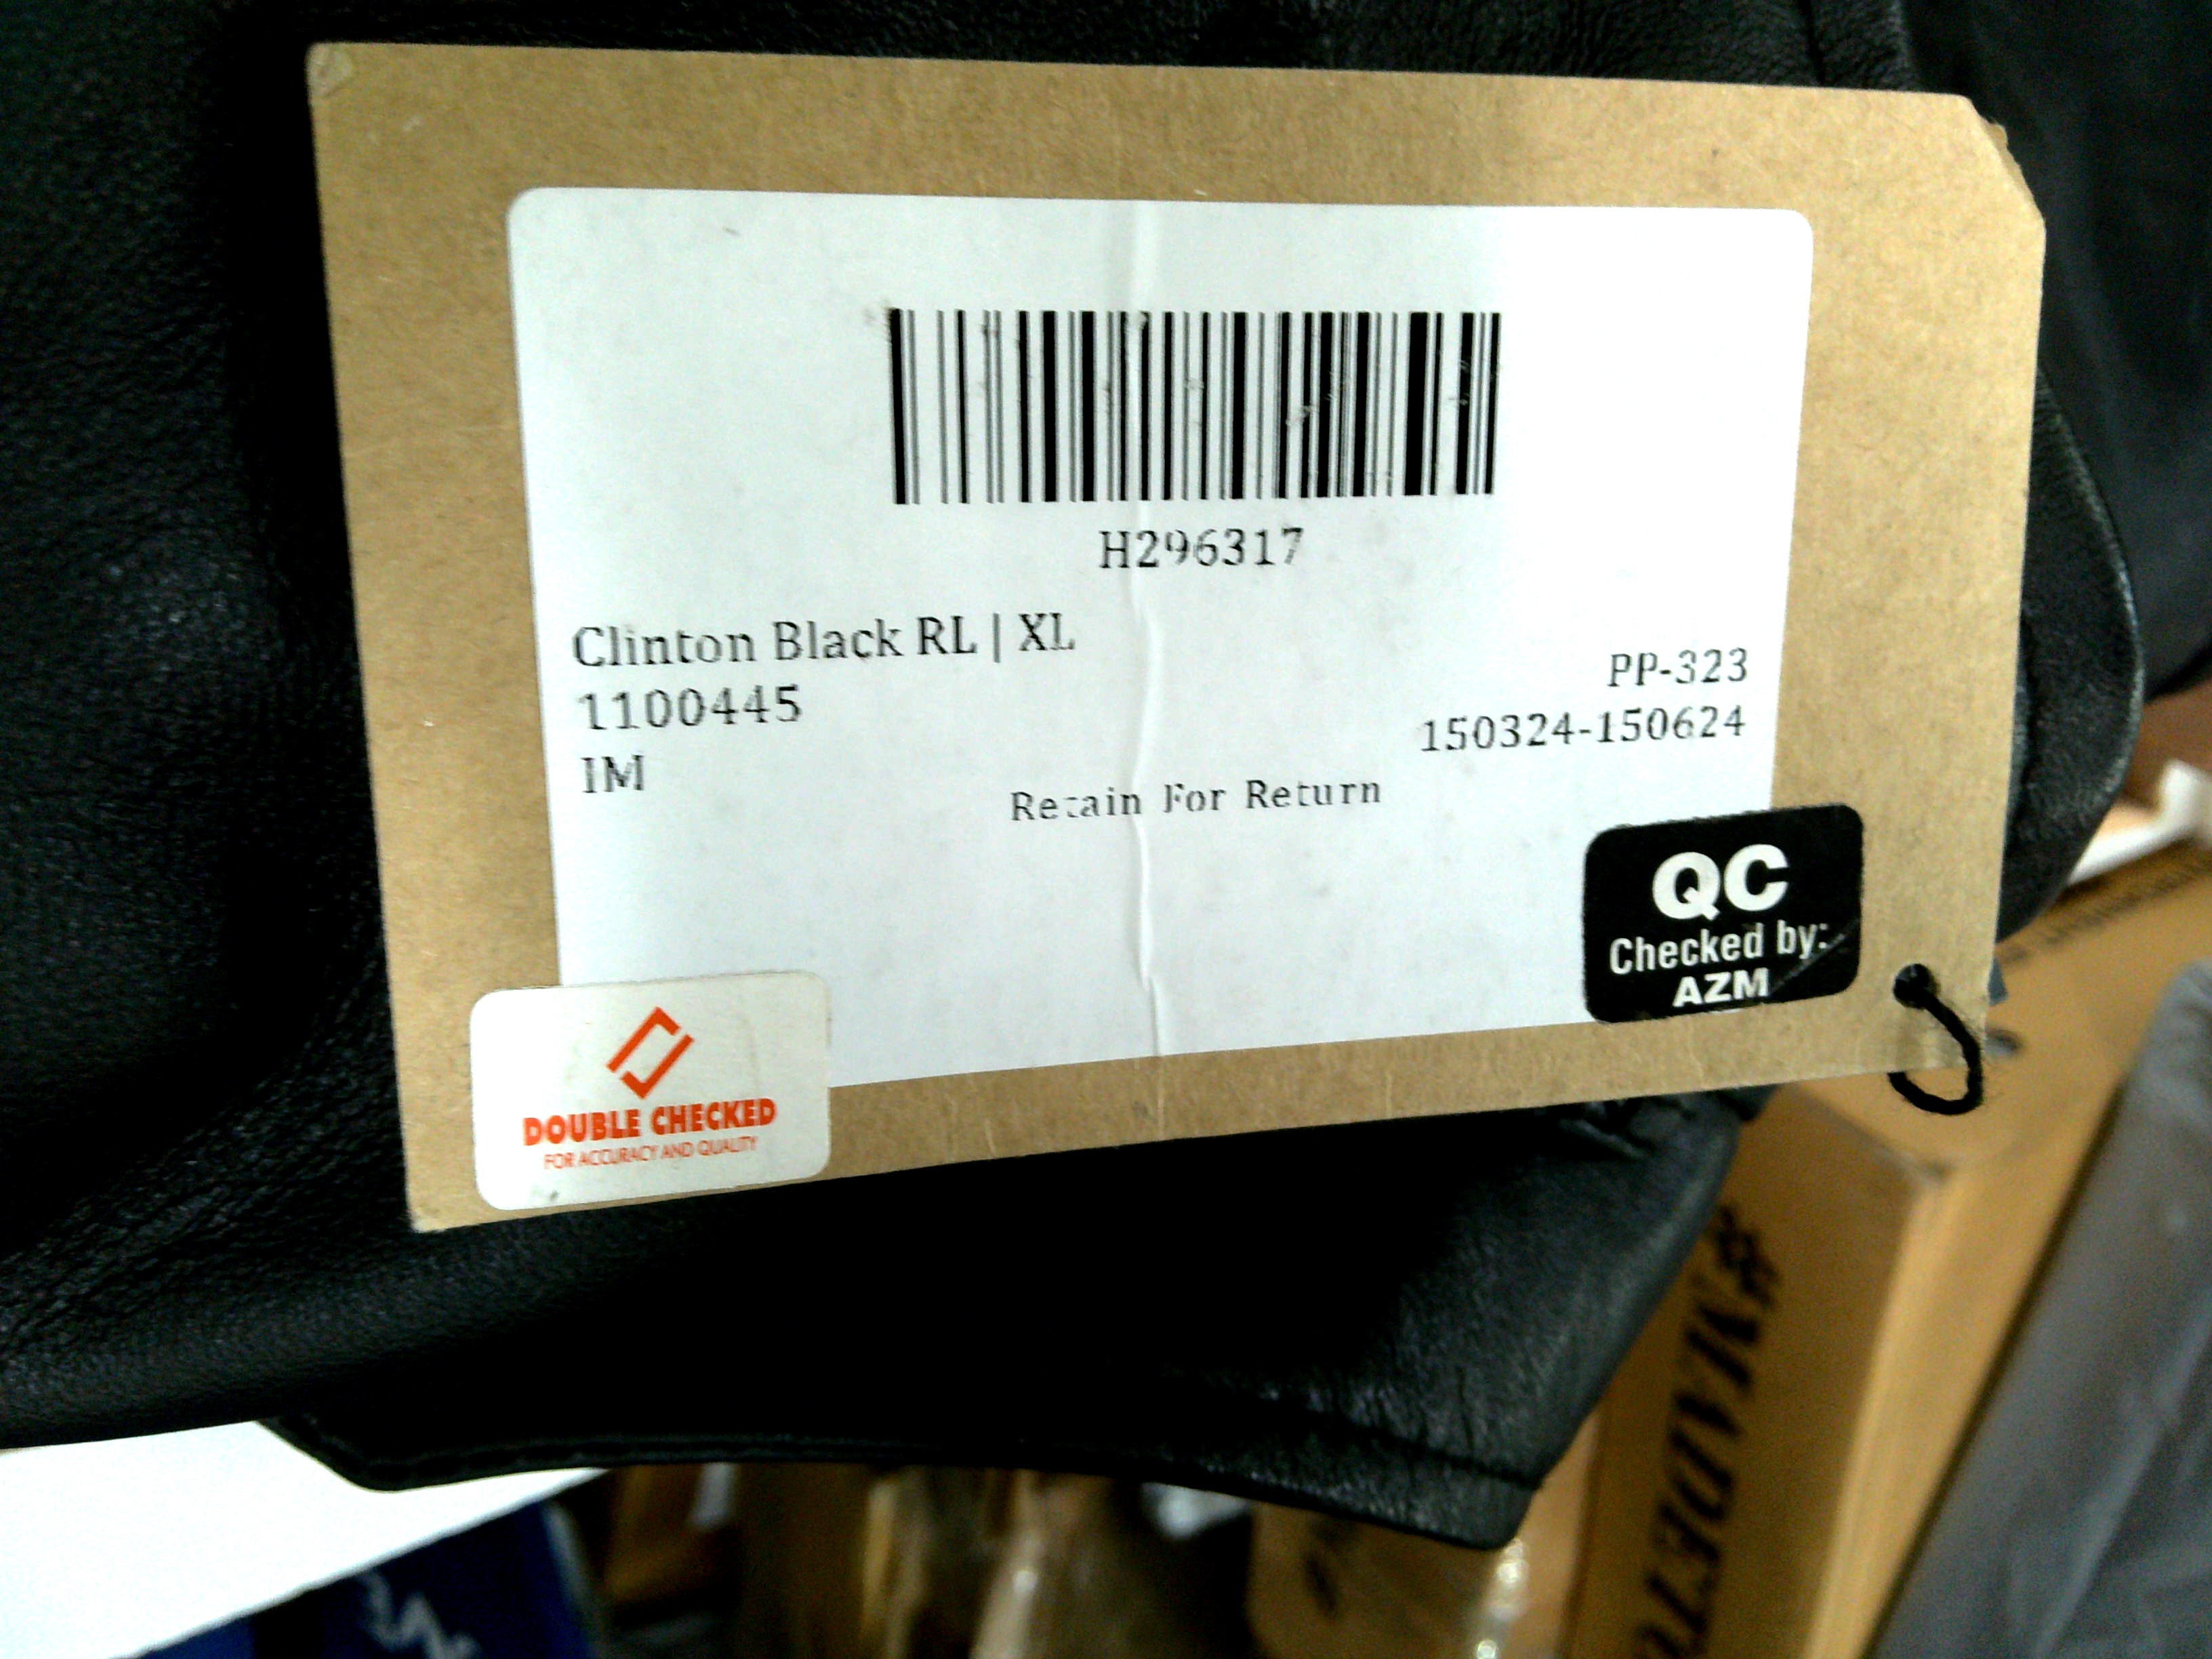 H296317
Clinton Black RL | XL
1100445
IM
PP-323
150324-150624
Retain For Return
QC
Checked by:
AZM
DOUBLE CHECKED
FOR ACCURACY AND QUALITY